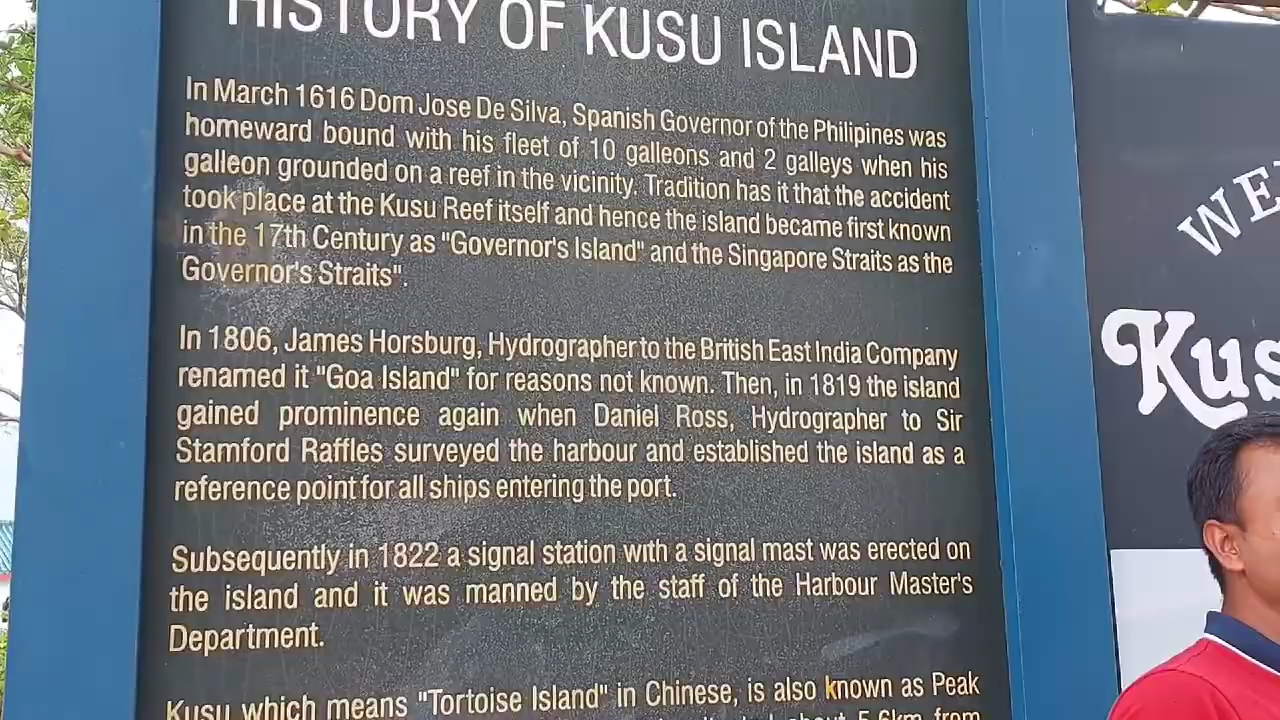 HISTORY OF KUSU ISLAND
In March 1616 Dom Jose De Silva, Spanish Governor of the Philipines was
homeward bound with his fleet of 10 galleons and 2 galleys when his
galleon grounded on a reef in the vicinity. Tradition has it that the accident
took place at the Kusu Reef itself and hence the island became first known
in the 17th Century as "Governor's Island" and the Singapore Straits as the
Governor's Straits".
In 1806, James Horsburg, Hydrographer to the British East India Company
renamed it "Goa Island" for reasons not known. Then, in 1819 the island
gained prominence again when Daniel Ross, Hydrographer to Sir
Stamford Raffles surveyed the harbour and established the island as a
reference point for all ships entering the port.
Subsequently in 1822 a signal station with a signal mast was erected on
the island and it was manned by the staff of the Harbour Master's
Department.
Kusu which means "Tortoise Island" in Chinese, is also known as Peak
about 5.6km from
WE
Kus